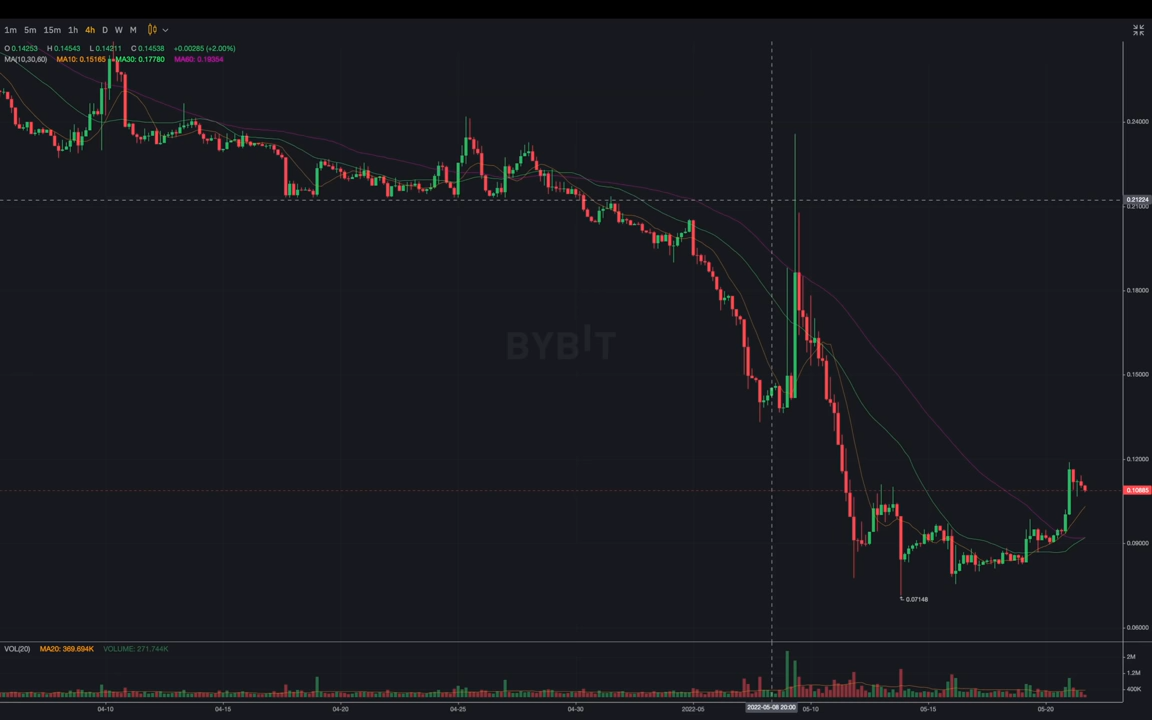 1m 5m 15m 1h 4h D W M
O 0.14253 H 0.14543 L 0.14211 C 0.14538 +0.00285 (+2.00%)
MA(10,30,60) MA10: 0.15165 MA30: 0.17780 MA60: 0.19354
0.24000
0.21224
0.21000
0.18000
BYBIT
0.15000
0.12000
0.10885
0.09000
0.07148
0.06000
VOL(20) MA20: 369.694K VOLUME: 271.744K
2M
1.2M
400K
04-10 04-15 04-20 04-25 04-30 2022-05 2022-05-08 20:00 05-10 05-15 05-20